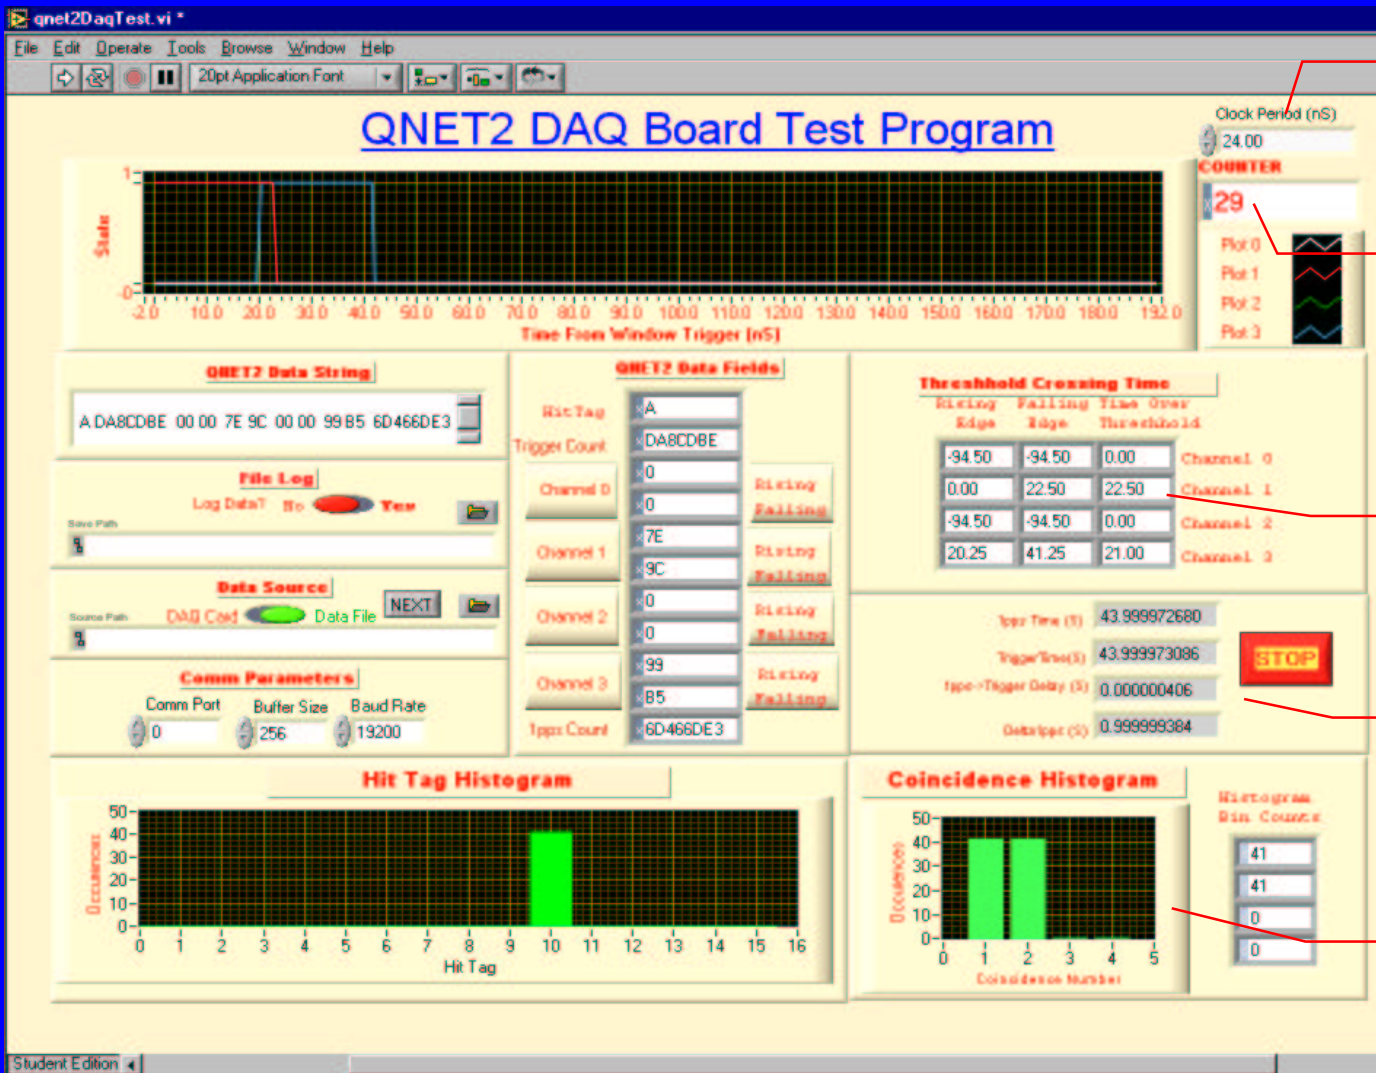 qnet2DaqTest.vi *
File Edit Operate Tools Browse Window Help
20pt Application Font
QNET2 DAQ Board Test Program
Clock Period (nS)
24.00
COUNTER
29
Plot 0
Plot 1
Plot 2
Plot 3
State
1-
-0-
-2.0 10.0 20.0 30.0 40.0 50.0 60.0 70.0 80.0 90.0 100.0 110.0 120.0 130.0 140.0 150.0 160.0 170.0 180.0 192.0
Time From Window Trigger (nS)
QNET2 Data String
A DA8CDBE 00 00 7E 9C 00 00 99 B5 6D466DE3
File Log
Log Data? No Yes
Save Path
Data Source
DAQ Card Data File NEXT
Source Path
Comm Parameters
Comm Port Buffer Size Baud Rate
0 256 19200
QNET2 Data Fields
Hit Tag A
Trigger Count DA8CDBE
Channel 0 0 Rising
0 Falling
Channel 1 7E Rising
9C Falling
Channel 2 0 Rising
0 Falling
Channel 3 99 Rising
B5 Falling
1pps Count 6D466DE3
Threshhold Crossing Time
Rising Edge Falling Edge Time Over Threshhold
-94.50 -94.50 0.00 Channel 0
0.00 22.50 22.50 Channel 1
-94.50 -94.50 0.00 Channel 2
20.25 41.25 21.00 Channel 3
1pps Time (S) 43.999972680
TriggerTime(S) 43.999973086
1pps->Trigger Delay (S) 0.000000406
Delta1pps (S) 0.999999384
STOP
Hit Tag Histogram
Occurences
50-
40-
30-
20-
10-
0-
0 1 2 3 4 5 6 7 8 9 10 11 12 13 14 15 16
Hit Tag
Coincidence Histogram
Occurences
50-
40-
30-
20-
10-
0-
0 1 2 3 4 5
Coincidence Number
Histogram
Bin Counts
41
41
0
0
Student Edition